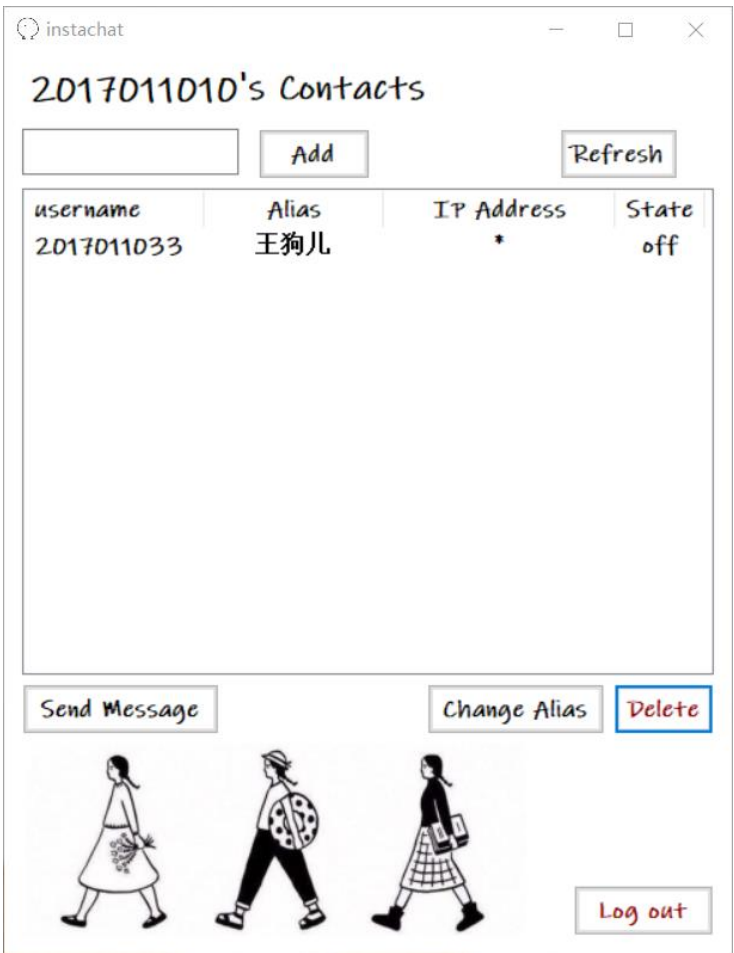 instachat
2017011010's Contacts
Add Refresh
username Alias IP Address State
2017011033 王狗儿 * off
Send Message Change Alias Delete
Log out